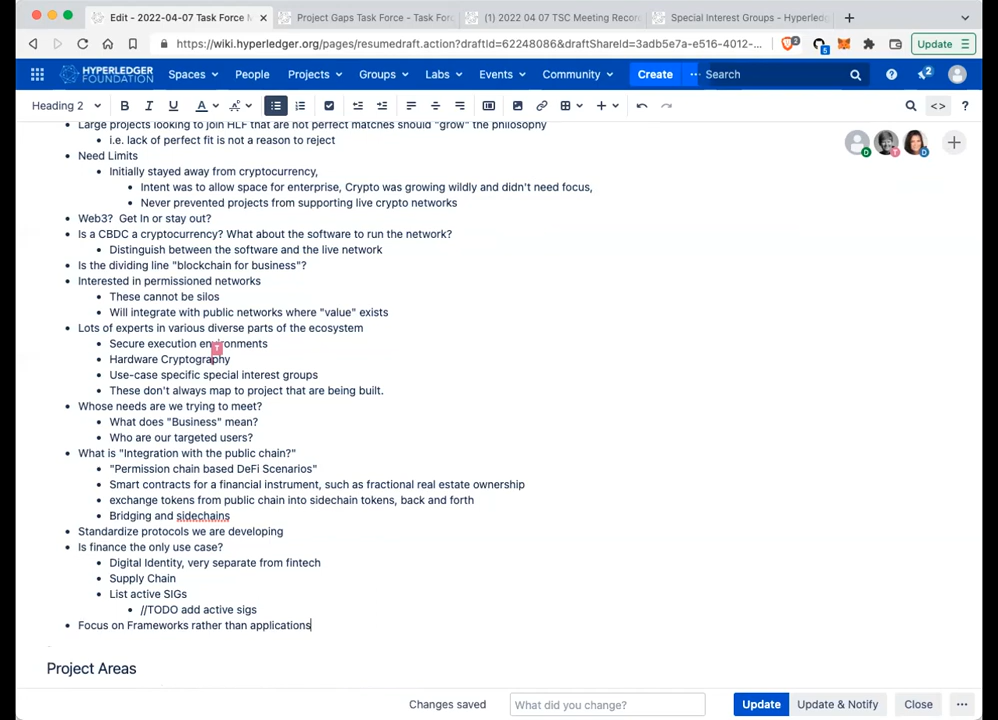 Edit - 2022-04-07 Task Force M
Project Gaps Task Force - Task For
(1) 2022 04 07 TSC Meeting Recor
Special Interest Groups - Hyperled
https://wiki.hyperledger.org/pages/resumedraft.action?draftId=62248086&draftShareId=3adb5e7a-e516-4012-...
2
5
Update
HYPERLEDGER
FOUNDATION
Spaces
People
Projects
Groups
Labs
Events
Community
Create
Search
2
Heading 2
B
I
U
A
Large projects looking to join HLF that are not perfect matches should "grow" the philosophy
i.e. lack of perfect fit is not a reason to reject
D
T
D
Need Limits
Initially stayed away from cryptocurrency,
Intent was to allow space for enterprise, Crypto was growing wildly and didn't need focus,
Never prevented projects from supporting live crypto networks
Web3? Get In or stay out?
Is a CBDC a cryptocurrency? What about the software to run the network?
Distinguish between the software and the live network
Is the dividing line "blockchain for business"?
Interested in permissioned networks
These cannot be silos
Will integrate with public networks where "value" exists
Lots of experts in various diverse parts of the ecosystem
Secure execution environments
T
Hardware Cryptography
Use-case specific special interest groups
These don't always map to project that are being built.
Whose needs are we trying to meet?
What does "Business" mean?
Who are our targeted users?
What is "Integration with the public chain?"
"Permission chain based DeFi Scenarios"
Smart contracts for a financial instrument, such as fractional real estate ownership
exchange tokens from public chain into sidechain tokens, back and forth
Bridging and sidechains
Standardize protocols we are developing
Is finance the only use case?
Digital Identity, very separate from fintech
Supply Chain
List active SIGs
//TODO add active sigs
Focus on Frameworks rather than applications
Project Areas
Changes saved
What did you change?
Update
Update & Notify
Close